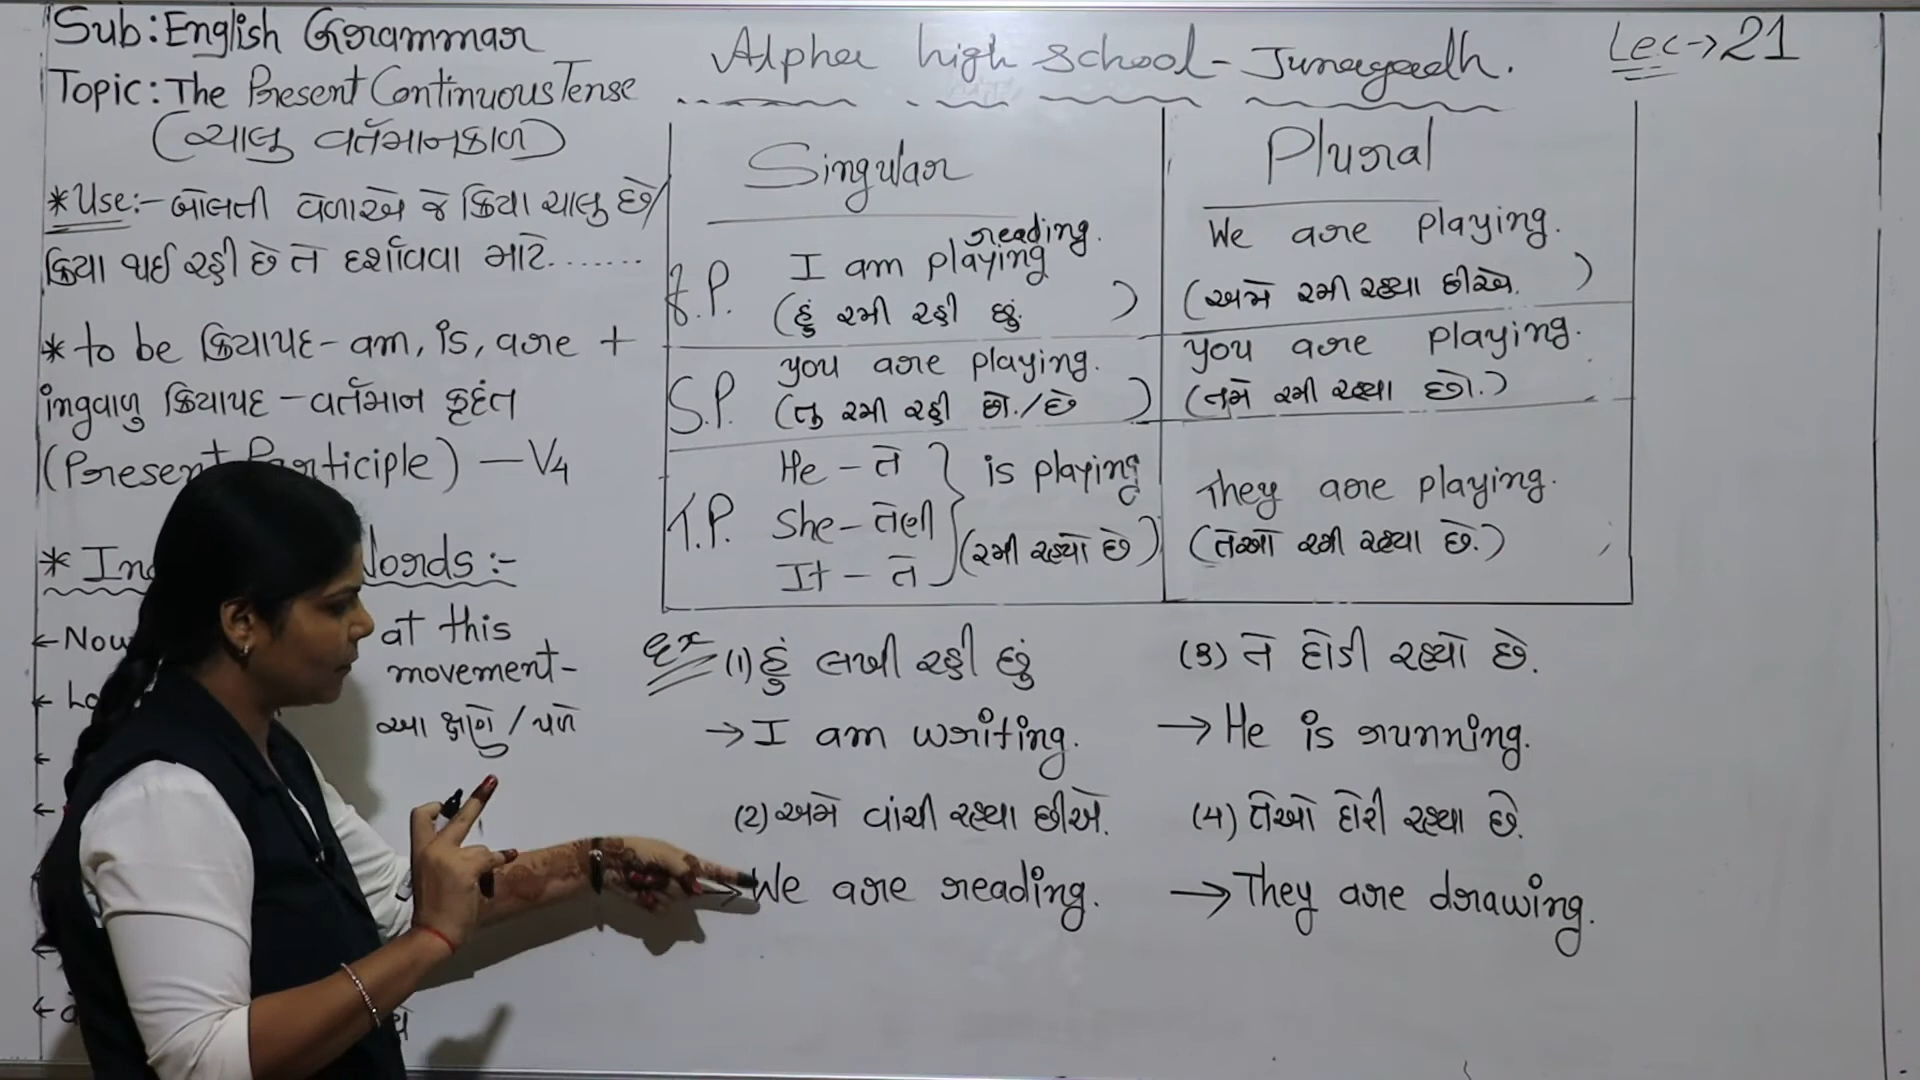 Sub: English Grammar
Topic: The Present Continuous Tense
(ચાલુ વર્તમાનકાળ)
* Use:- બોલતી વેળાએ જે ક્રિયા ચાલુ છે/
ક્રિયા થઈ રહી છે તે દર્શાવવા માટે.......
* to be ક્રિયાપદ - am, is, are +
ingવાળુ ક્રિયાપદ - વર્તમાન કૃદંત
(Present Participle) - V4
* Words :-
← Now
at this
movement-
આ ક્ષણે / પળે
Alpha high School - Junagadh.
Lec → 21
Singular
Plural
F.P.
reading.
I am playing
(હું રમી રહી છું )
We are playing.
(અમે રમી રહ્યા છીએ. )
S.P.
you are playing.
(તુ રમી રહી છો./છે )
you are playing.
(તમે રમી રહ્યા છો.)
T.P.
He - તે
She - તેણી
It - તે
is playing
(રમી રહ્યો છે)
They are playing.
(તેઓ રમી રહ્યા છે.)
Ex (1) હું લખી રહી છું
→ I am writing.
(2) અમે વાંચી રહ્યા છીએ.
→ We are reading.
(3) તે દોડી રહ્યો છે.
→ He is running.
(4) તેઓ દોરી રહ્યા છે.
→ They are drawing.